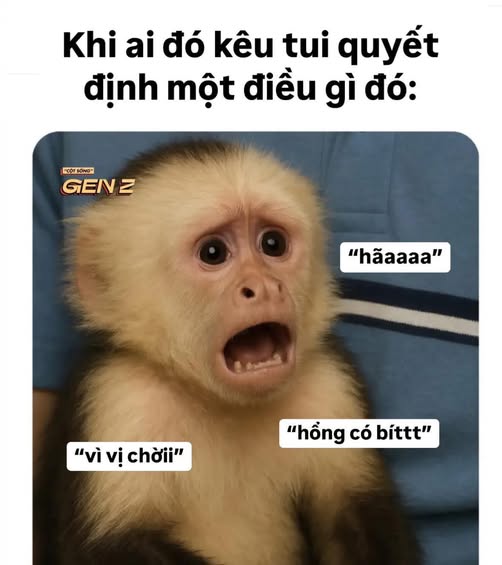 Khi ai đó kêu tui quyết
định một điều gì đó:
"CỘT SỐNG"
GEN Z
"hãaaaa"
"hổng có bíttt"
"vì vị chờii"